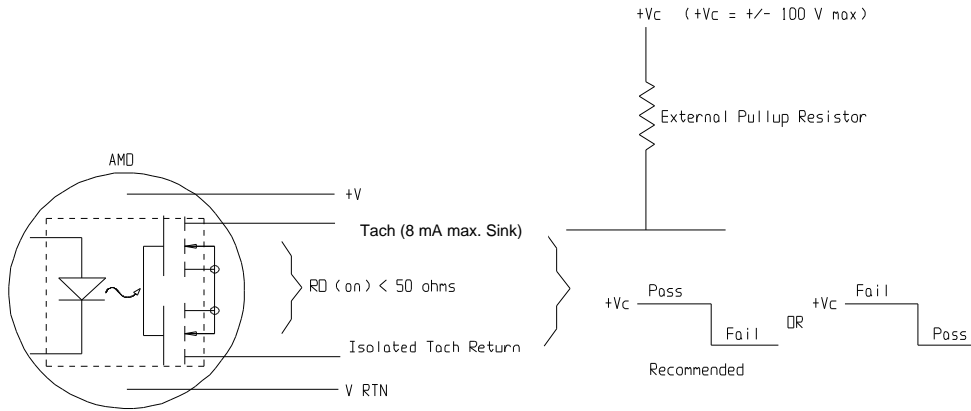 +Vc (+Vc = +/- 100 V max)
External Pullup Resistor
AMD
+V
Tach (8 mA max. Sink)
RD (on) < 50 ohms
Isolated Tach Return
V RTN
+Vc Pass
Fail
Recommended
OR
+Vc Fail
Pass